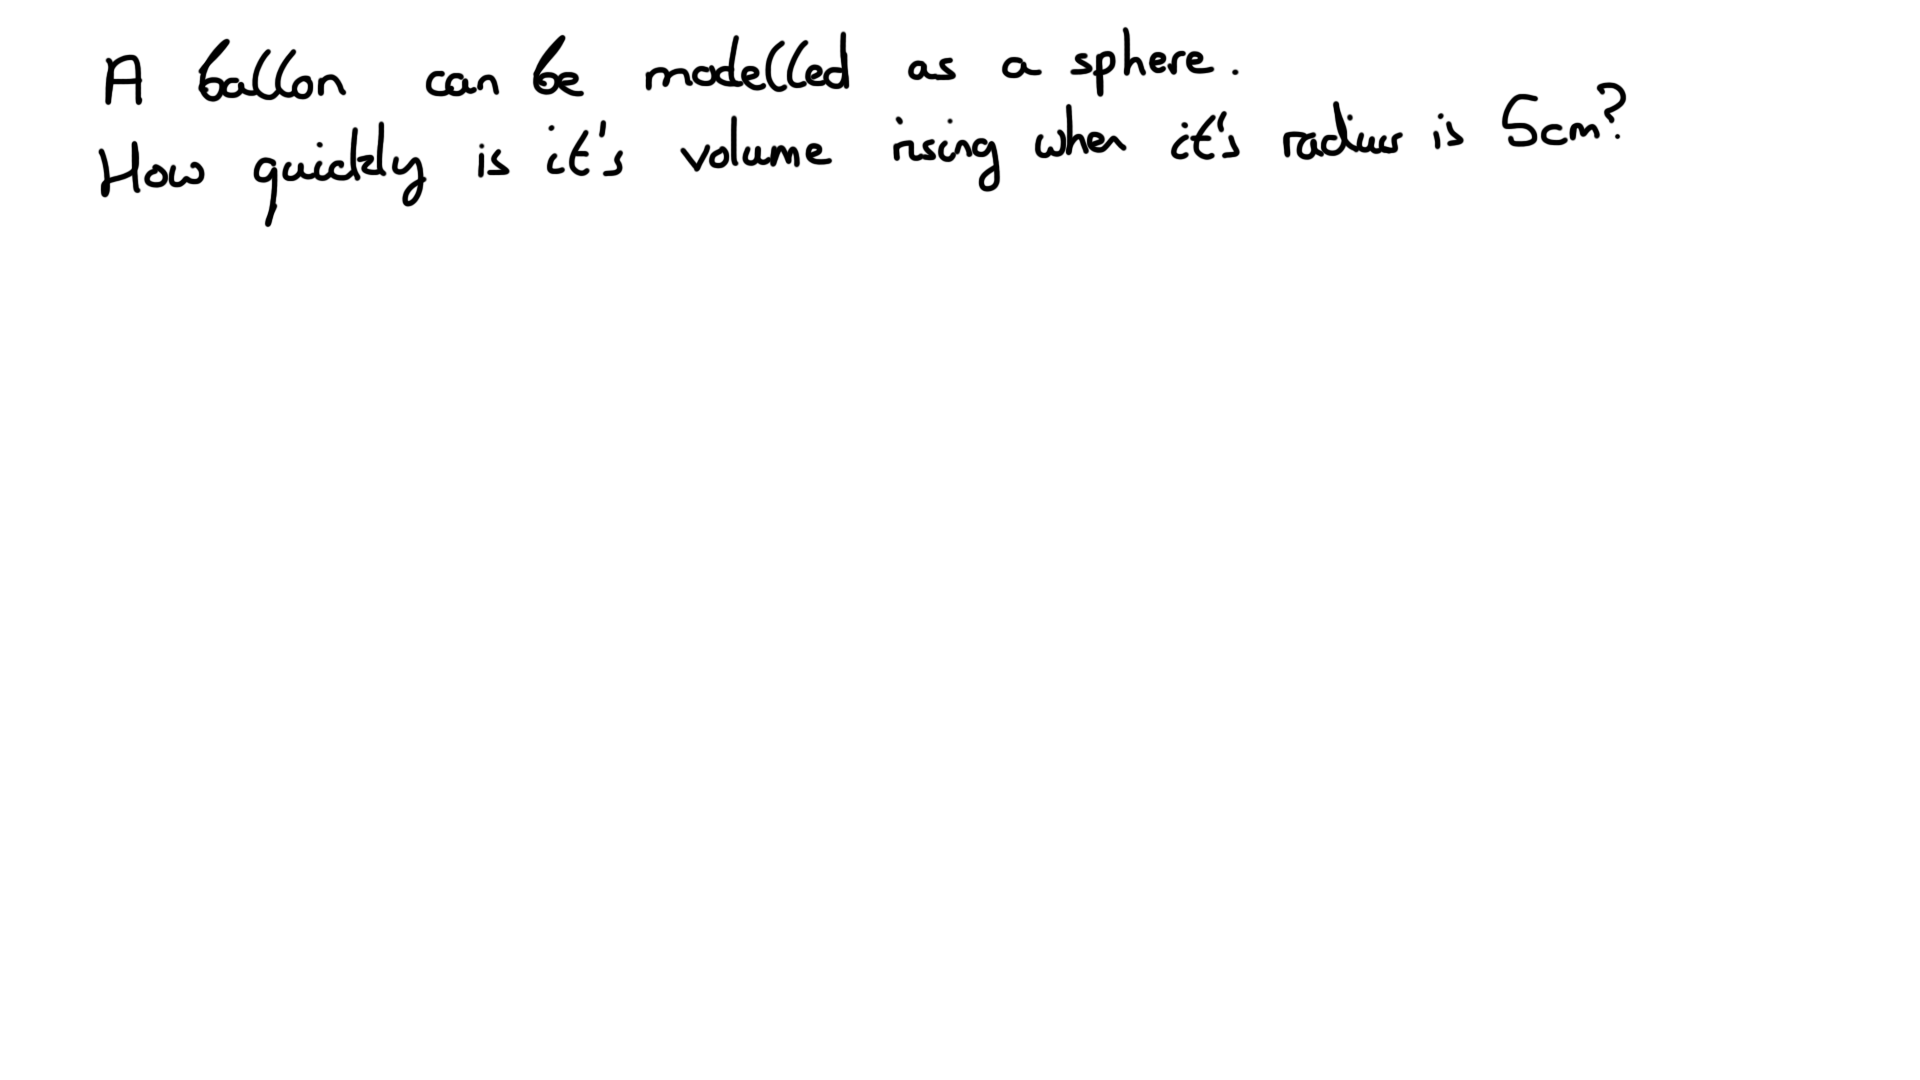 A ballon can be modelled as a sphere.
How quickly is it's volume rising when it's radius is 5cm?